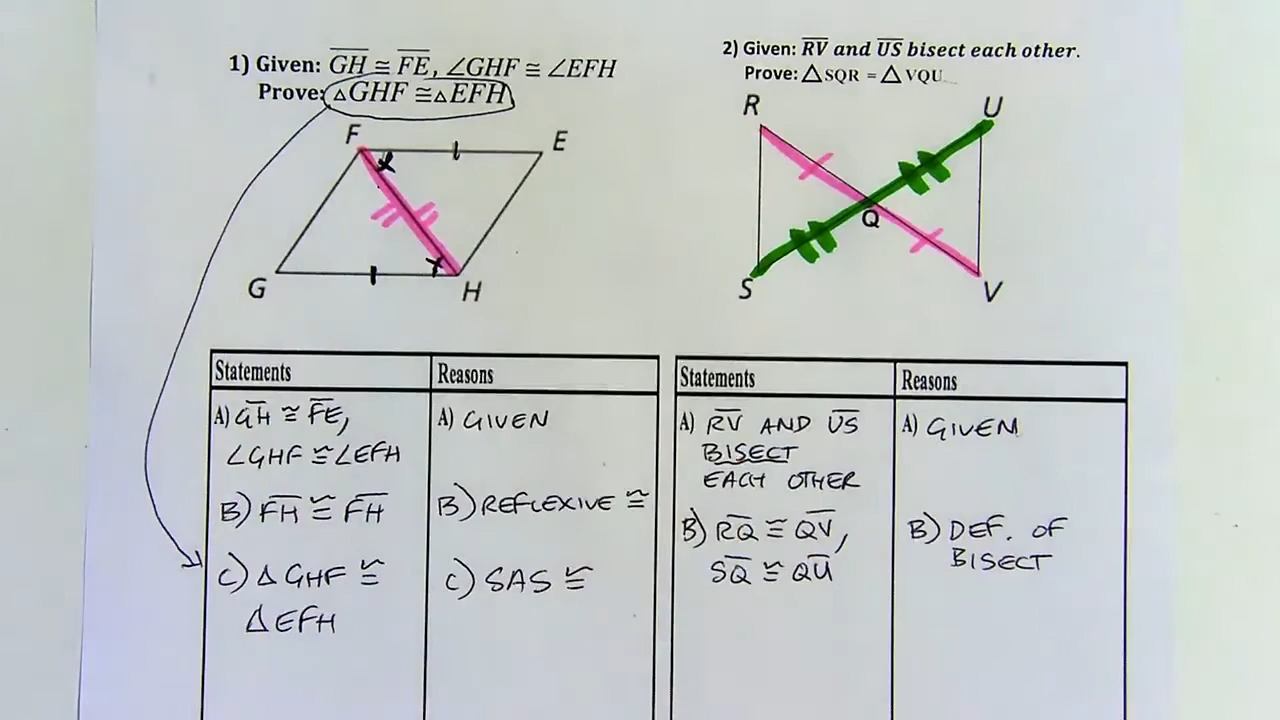 1) Given: GH ≅ FE, ∠GHF ≅ ∠EFH
Prove: △GHF ≅ △EFH
F
E
G
H
Statements
Reasons
A) GH ≅ FE,
∠GHF ≅ ∠EFH
A) GIVEN
B) FH ≅ FH
B) REFLEXIVE ≅
C) △ GHF ≅
△ EFH
C) SAS ≅
2) Given: RV and US bisect each other.
Prove: △SQR = △VQU
R
U
Q
S
V
Statements
Reasons
A) RV AND US
BISECT
EACH OTHER
A) GIVEN
B) RQ ≅ QV,
SQ ≅ QU
B) DEF. OF
BISECT